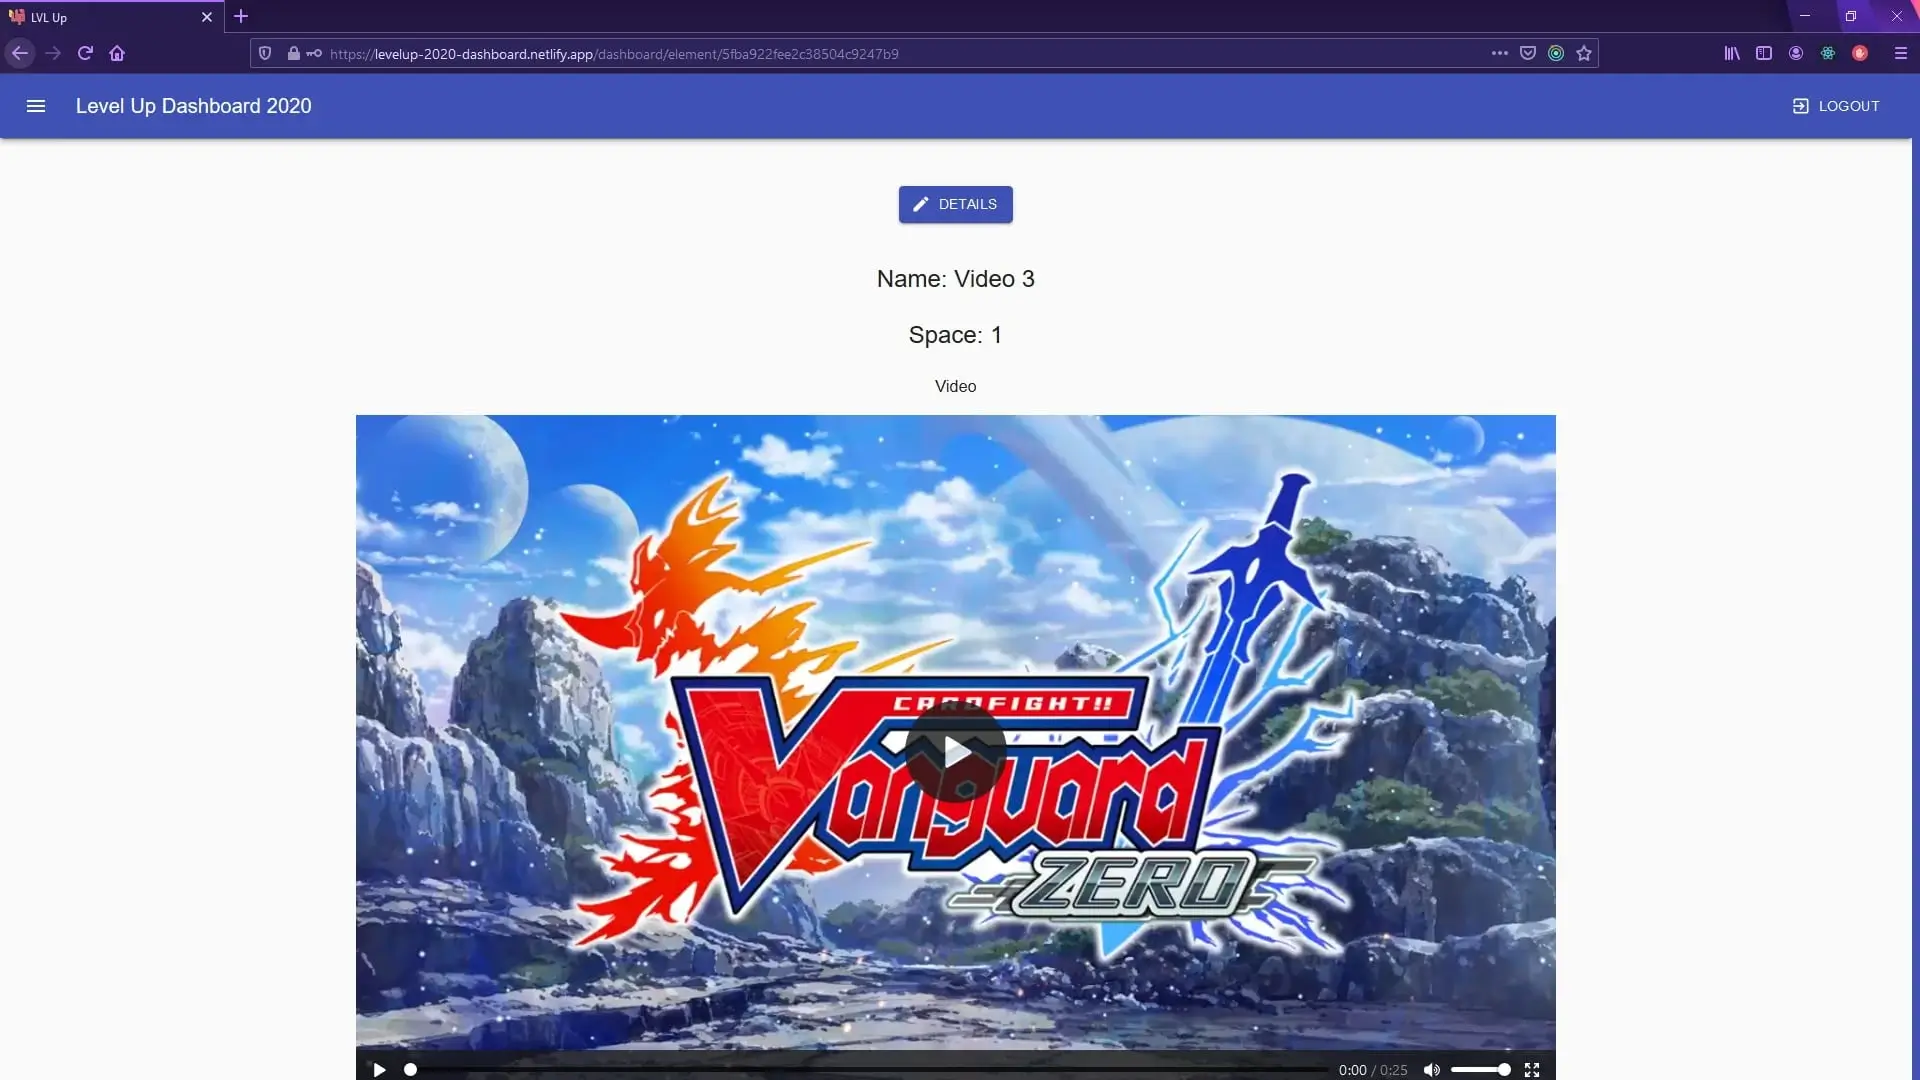 LVL Up
https://levelup-2020-dashboard.netlify.app/dashboard/element/5fba922fee2c38504c9247b9
Level Up Dashboard 2020
LOGOUT
DETAILS
Name: Video 3
Space: 1
Video
CARDFIGHT!!
Vanguard
ZERO
0:00 / 0:25